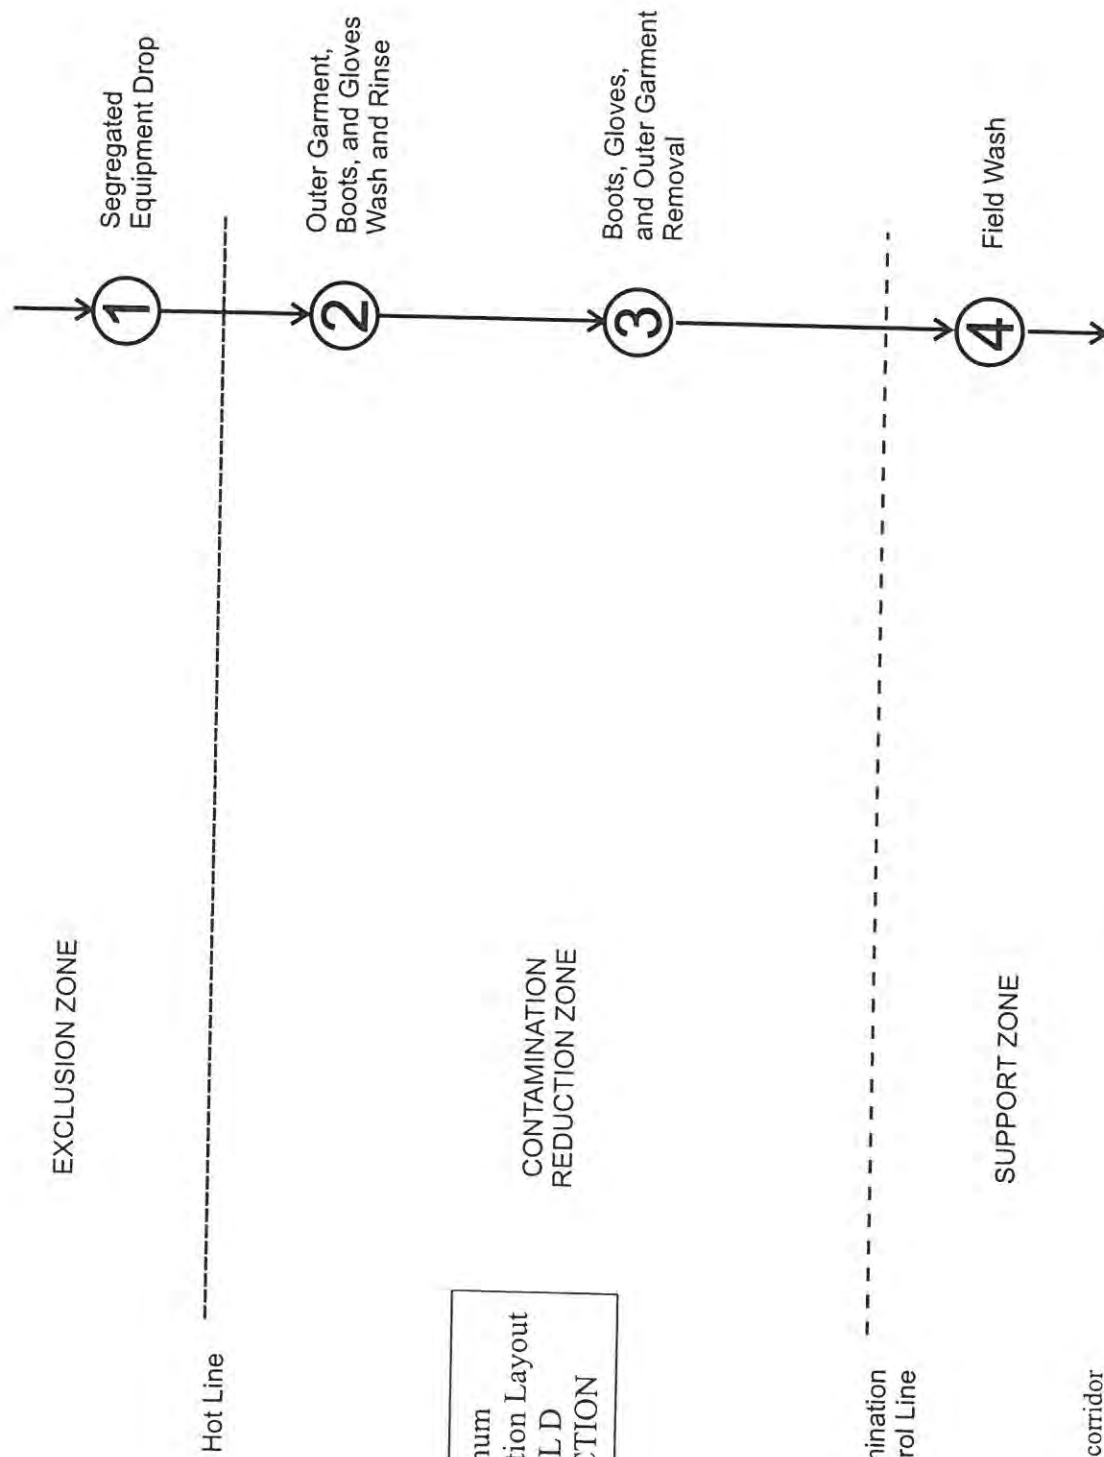 EXCLUSION ZONE
1
Segregated
Equipment Drop
Hot Line
2
Outer Garment,
Boots, and Gloves
Wash and Rinse
CONTAMINATION
REDUCTION ZONE
3
Boots, Gloves,
and Outer Garment
Removal
Layout
D
rol Line
SUPPORT ZONE
4
Field Wash
corridor